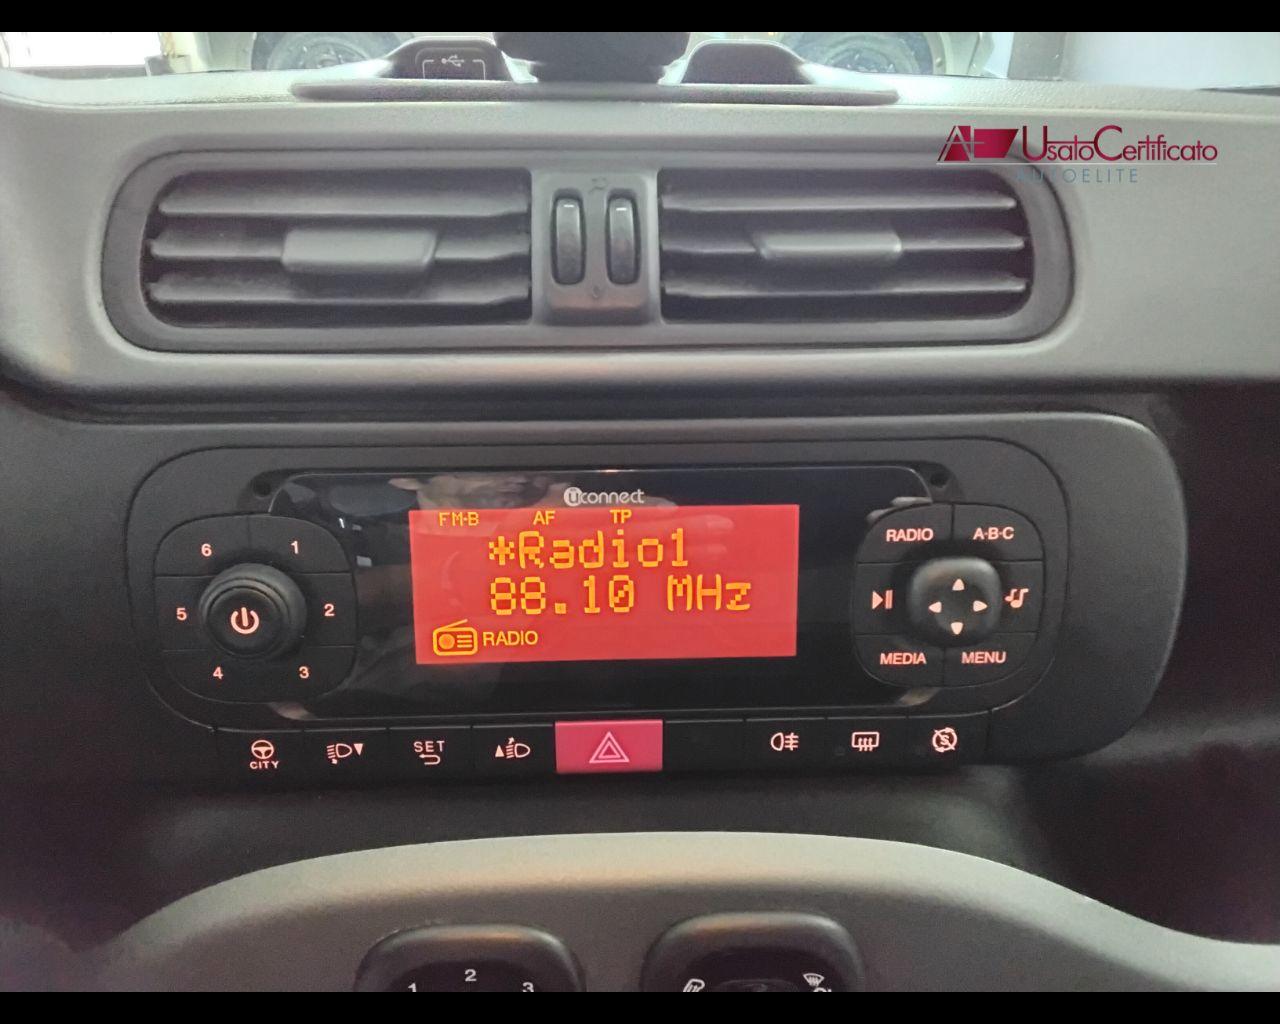 UsatoCertificato
AUTOELITE
uconnect
FM-B AF TP
*Radio1
88.10 MHz
RADIO
6 1
5 2
4 3
RADIO A·B·C
MEDIA MENU
CITY
SET
1 2 3